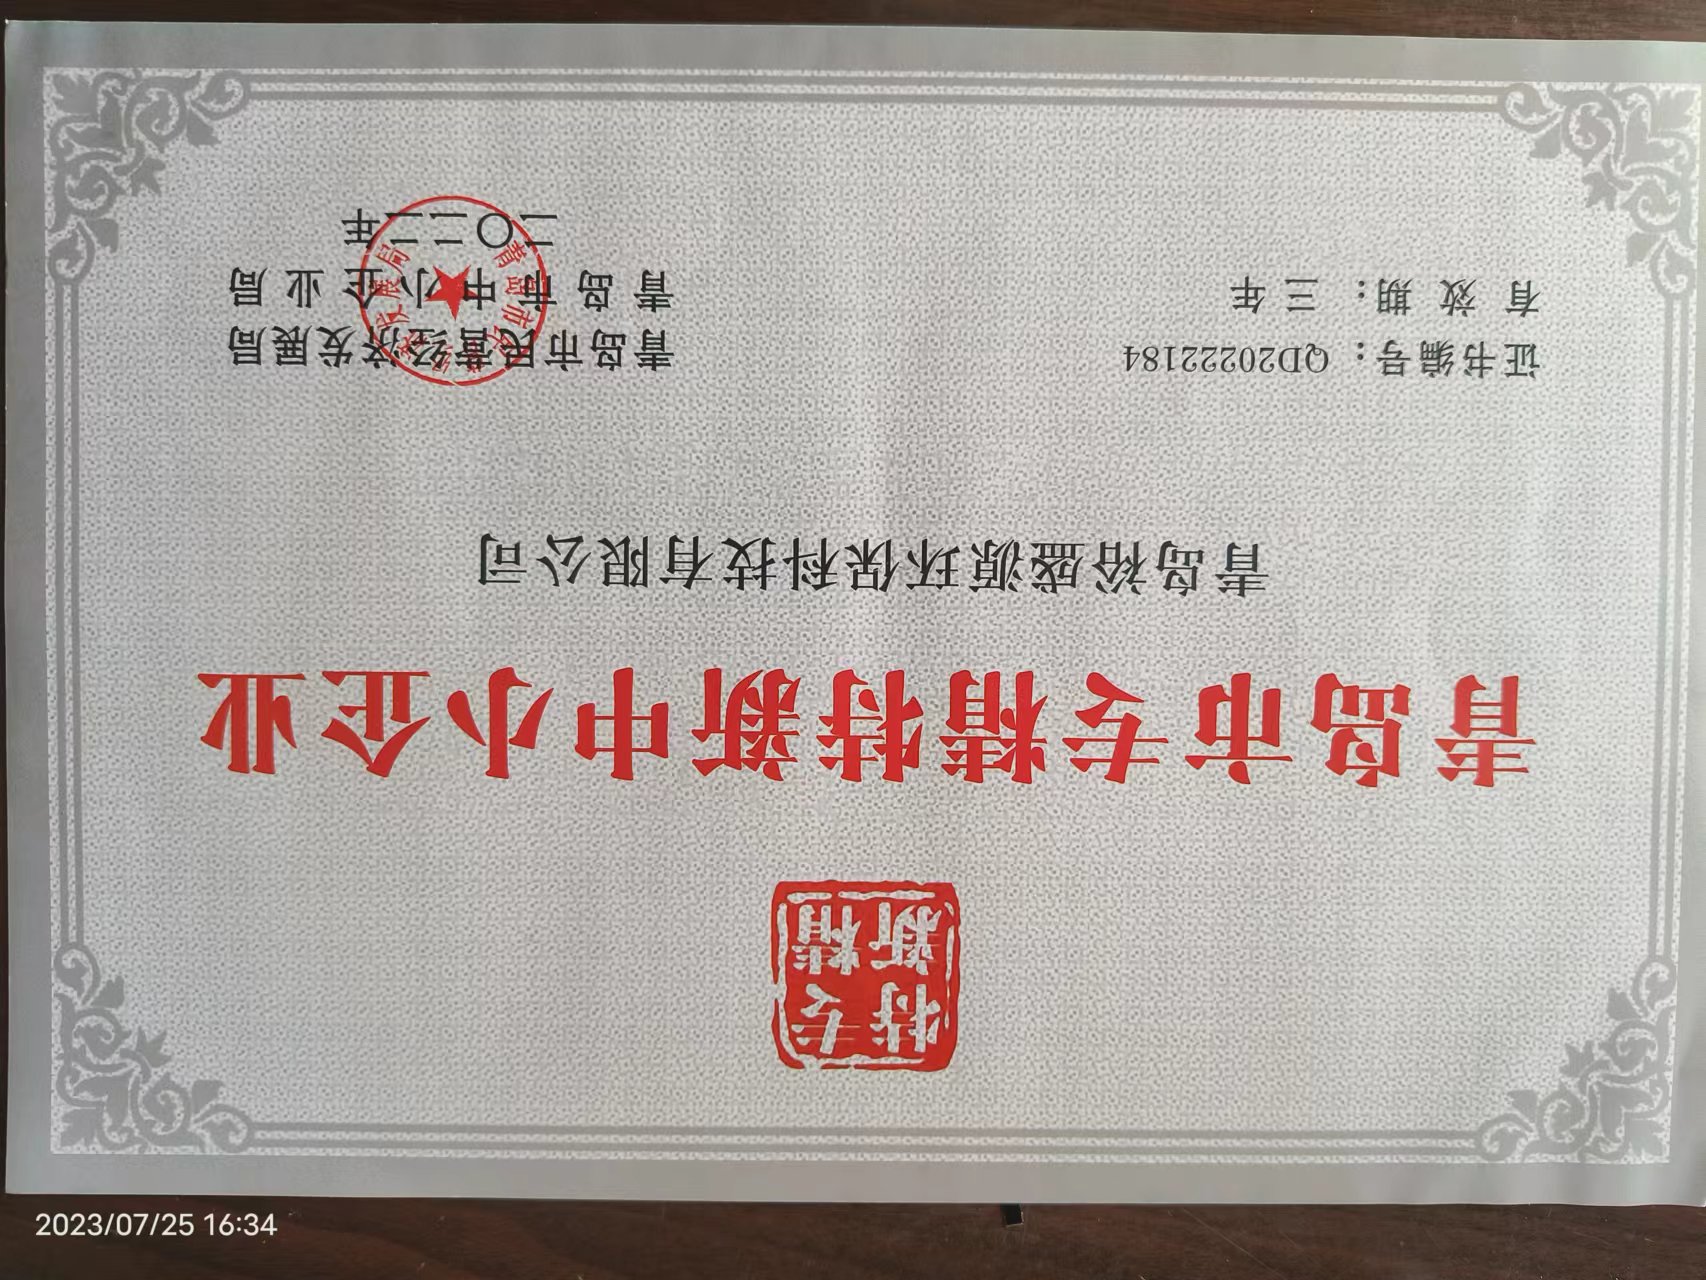 专精
特新
青岛市专精特新中小企业
青岛裕盛源环保科技有限公司
证书编号：QD20222184
有效期：三年
青岛市民营经济发展局
青岛市中小企业局
二〇二二年
2023/07/25 16:34